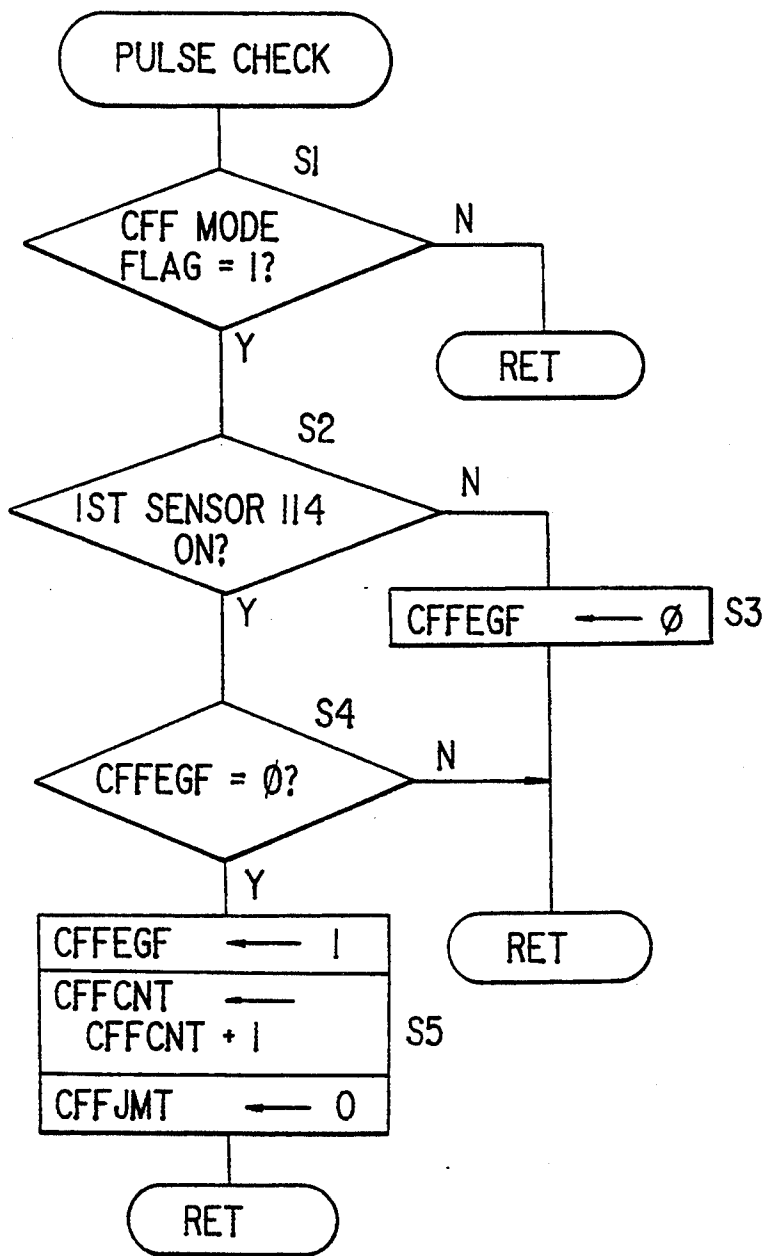 PULSE CHECK
S1
CFF MODE
FLAG = 1?
N
Y
RET
S2
1ST SENSOR 114
ON?
N
Y
CFFEGF ← Ø
S3
S4
CFFEGF = Ø?
N
Y
CFFEGF ← 1
CFFCNT ←
CFFCNT + 1
CFFJMT ← 0
S5
RET
RET